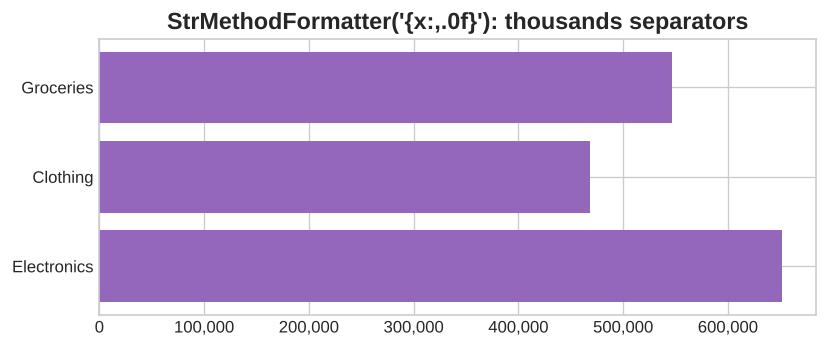 StrMethodFormatter('{x:,.0f}'): thousands separators
Groceries
Clothing
Electronics
0 100,000 200,000 300,000 400,000 500,000 600,000